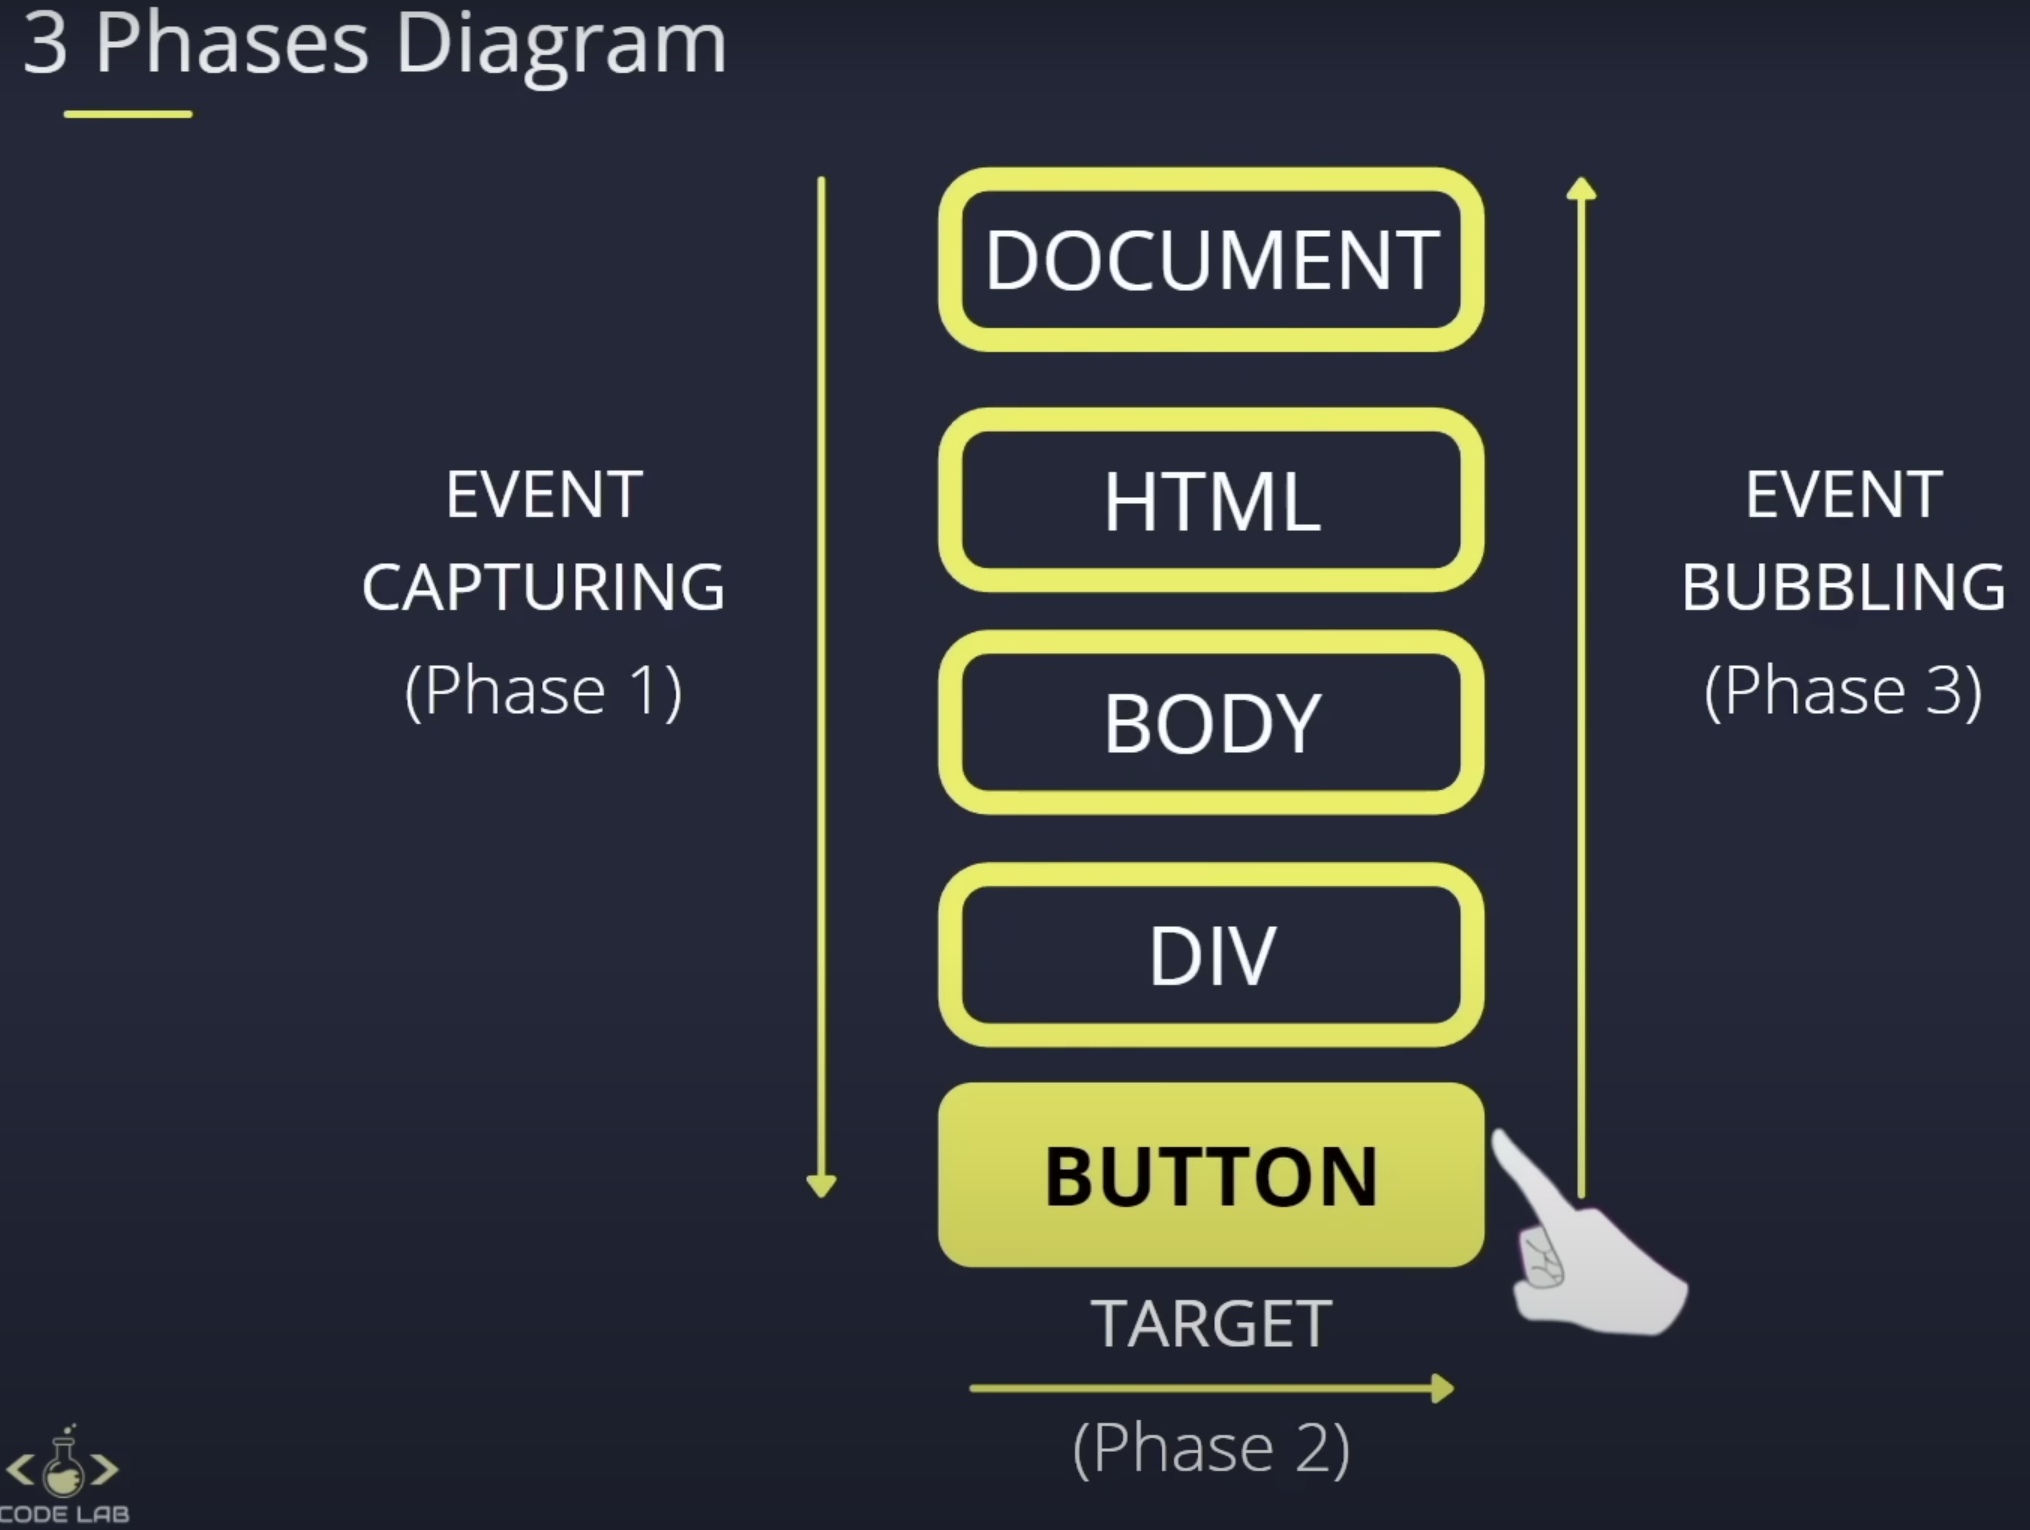 3 Phases Diagram
DOCUMENT
HTML
BODY
DIV
BUTTON
EVENT
CAPTURING
(Phase 1)
TARGET
(Phase 2)
EVENT
BUBBLING
(Phase 3)
CODE LAB